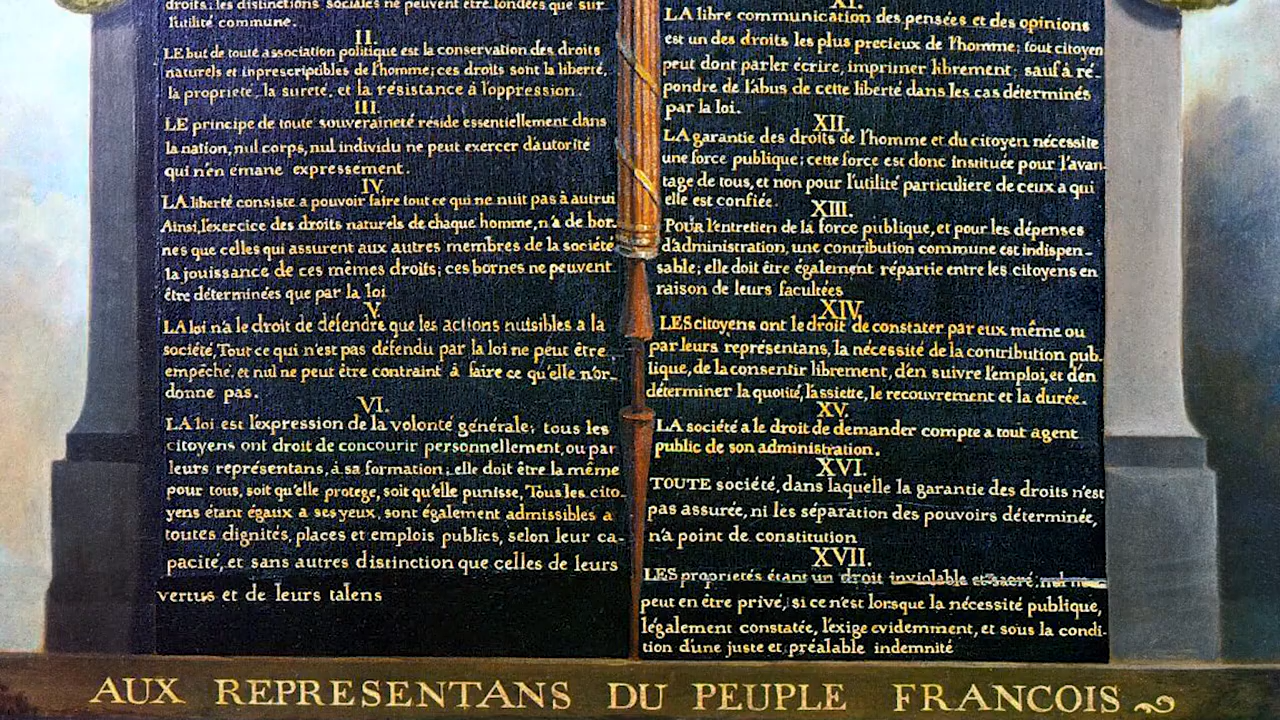 droits; les distinctions sociales ne peuvent être fondées que sur
l'utilité commune.
II.
LE but de toute association politique est la conservation des droits
naturels et inprescriptibles de l'homme; ces droits sont la liberté,
la proprieté, la sureté, et la résistance à l'oppression.
III.
LE principe de toute souveraineté réside essentiellement dans
la nation, nul corps, nul individu ne peut exercer d'autorité
qui n'en émane expressement.
IV.
LA liberté consiste a pouvoir faire tout ce qui ne nuit pas à autrui
Ainsi, l'exercice des droits naturels de chaque homme, n'a de bor-
nes que celles qui assurent aux autres membres de la société
la jouissance de ces mêmes droits; ces bornes ne peuvent
être déterminées que par la loi
V.
LA loi n'a le droit de défendre que les actions nuisibles a la
société, Tout ce qui n'est pas défendu par la loi ne peut être
empêché, et nul ne peut être contraint à faire ce qu'elle n'or-
donne pas.
VI.
LA loi est l'expression de la volonté générale; tous les
citoyens ont droit de concourir personnellement, ou par
leurs représentans, à sa formation; elle doit être la même
pour tous, soit qu'elle protege, soit qu'elle punisse, Tous les cito-
yens étant égaux a ses yeux, sont également admissibles a
toutes dignités, places et emplois publics, selon leur ca-
pacité, et sans autres distinction que celles de leurs
vertus et de leurs talens
XI.
LA libre communication des pensées et des opinions
est un des droits les plus precieux de l'homme; tout citoyen
peut dont parler écrire, imprimer librement; sauf à ré-
pondre de l'abus de cette liberté dans les cas déterminés
par la loi.
XII.
LA garantie des droits de l'homme et du citoyen nécessite
une force publique; cette force est donc instituée pour l'avan-
tage de tous, et non pour l'utilité particuliere de ceux a qui
elle est confiée.
XIII.
POUR l'entretien de la force publique, et pour les dépenses
d'administration, une contribution commune est indispen-
sable; elle doit être également répartie entre les citoyens en
raison de leurs facultées
XIV.
LES citoyens ont le droit de constater par eux même ou
par leurs représentans, la nécessité de la contribution pub-
lique, de la consentir librement, d'en suivre l'emploi, et d'en
déterminer la quotité, l'assiette, le recouvrement et la durée.
XV.
LA société a le droit de demander compte a tout agent
public de son administration.
XVI.
TOUTE société, dans laquelle la garantie des droits n'est
pas assurée, ni les séparation des pouvoirs déterminée,
n'a point de constitution
XVII.
LES proprietés étant un droit inviolable et sacré, nul ne
peut en être privé, si ce n'est lorsque la nécessité publique,
légalement constatée, l'exige evidemment, et sous la condi-
tion d'une juste et préalable indemnité
AUX REPRESENTANS DU PEUPLE FRANCOIS